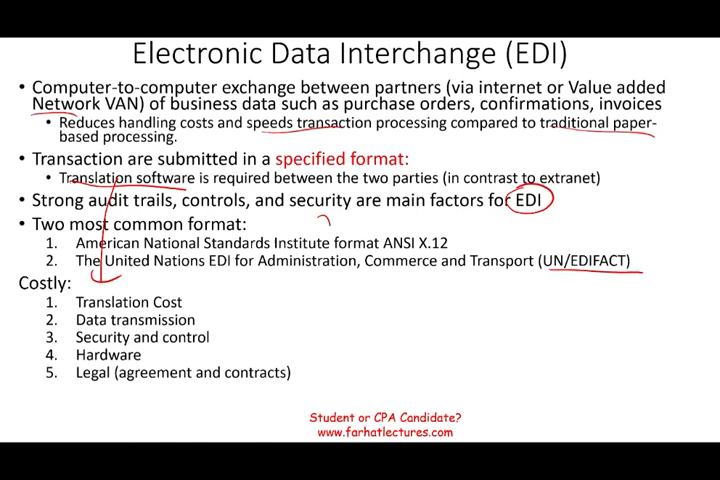 Electronic Data Interchange (EDI)
• Computer-to-computer exchange between partners (via internet or Value added
Network VAN) of business data such as purchase orders, confirmations, invoices
• Reduces handling costs and speeds transaction processing compared to traditional paper-
based processing.
• Transaction are submitted in a specified format:
• Translation software is required between the two parties (in contrast to extranet)
• Strong audit trails, controls, and security are main factors for EDI
• Two most common format:
1. American National Standards Institute format ANSI X.12
2. The United Nations EDI for Administration, Commerce and Transport (UN/EDIFACT)
Costly:
1. Translation Cost
2. Data transmission
3. Security and control
4. Hardware
5. Legal (agreement and contracts)
Student or CPA Candidate?
www.farhatlectures.com